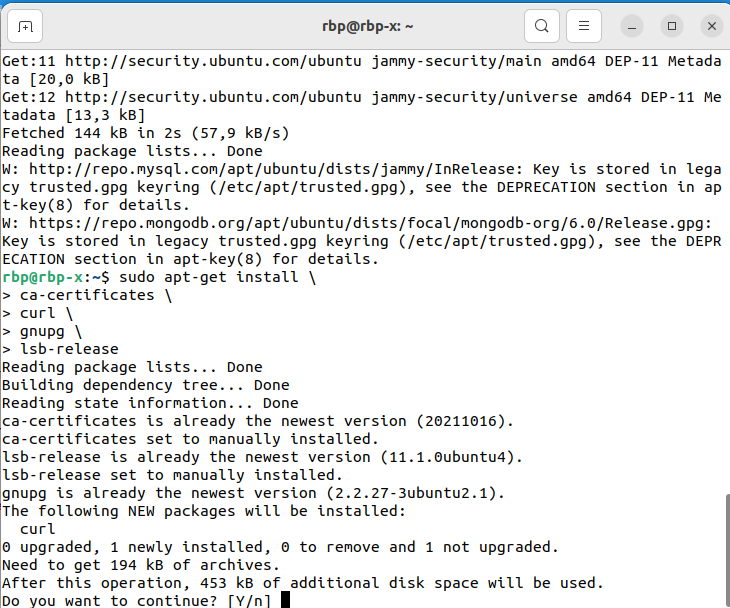 rbp@rbp-x: ~
Get:11 http://security.ubuntu.com/ubuntu jammy-security/main amd64 DEP-11 Metada
ta [20,0 kB]
Get:12 http://security.ubuntu.com/ubuntu jammy-security/universe amd64 DEP-11 Me
tadata [13,3 kB]
Fetched 144 kB in 2s (57,9 kB/s)
Reading package lists... Done
W: http://repo.mysql.com/apt/ubuntu/dists/jammy/InRelease: Key is stored in lega
cy trusted.gpg keyring (/etc/apt/trusted.gpg), see the DEPRECATION section in ap
t-key(8) for details.
W: https://repo.mongodb.org/apt/ubuntu/dists/focal/mongodb-org/6.0/Release.gpg:
Key is stored in legacy trusted.gpg keyring (/etc/apt/trusted.gpg), see the DEPR
ECATION section in apt-key(8) for details.
rbp@rbp-x:~$ sudo apt-get install \
> ca-certificates \
> curl \
> gnupg \
> lsb-release
Reading package lists... Done
Building dependency tree... Done
Reading state information... Done
ca-certificates is already the newest version (20211016).
ca-certificates set to manually installed.
lsb-release is already the newest version (11.1.0ubuntu4).
lsb-release set to manually installed.
gnupg is already the newest version (2.2.27-3ubuntu2.1).
The following NEW packages will be installed:
  curl
0 upgraded, 1 newly installed, 0 to remove and 1 not upgraded.
Need to get 194 kB of archives.
After this operation, 453 kB of additional disk space will be used.
Do you want to continue? [Y/n]